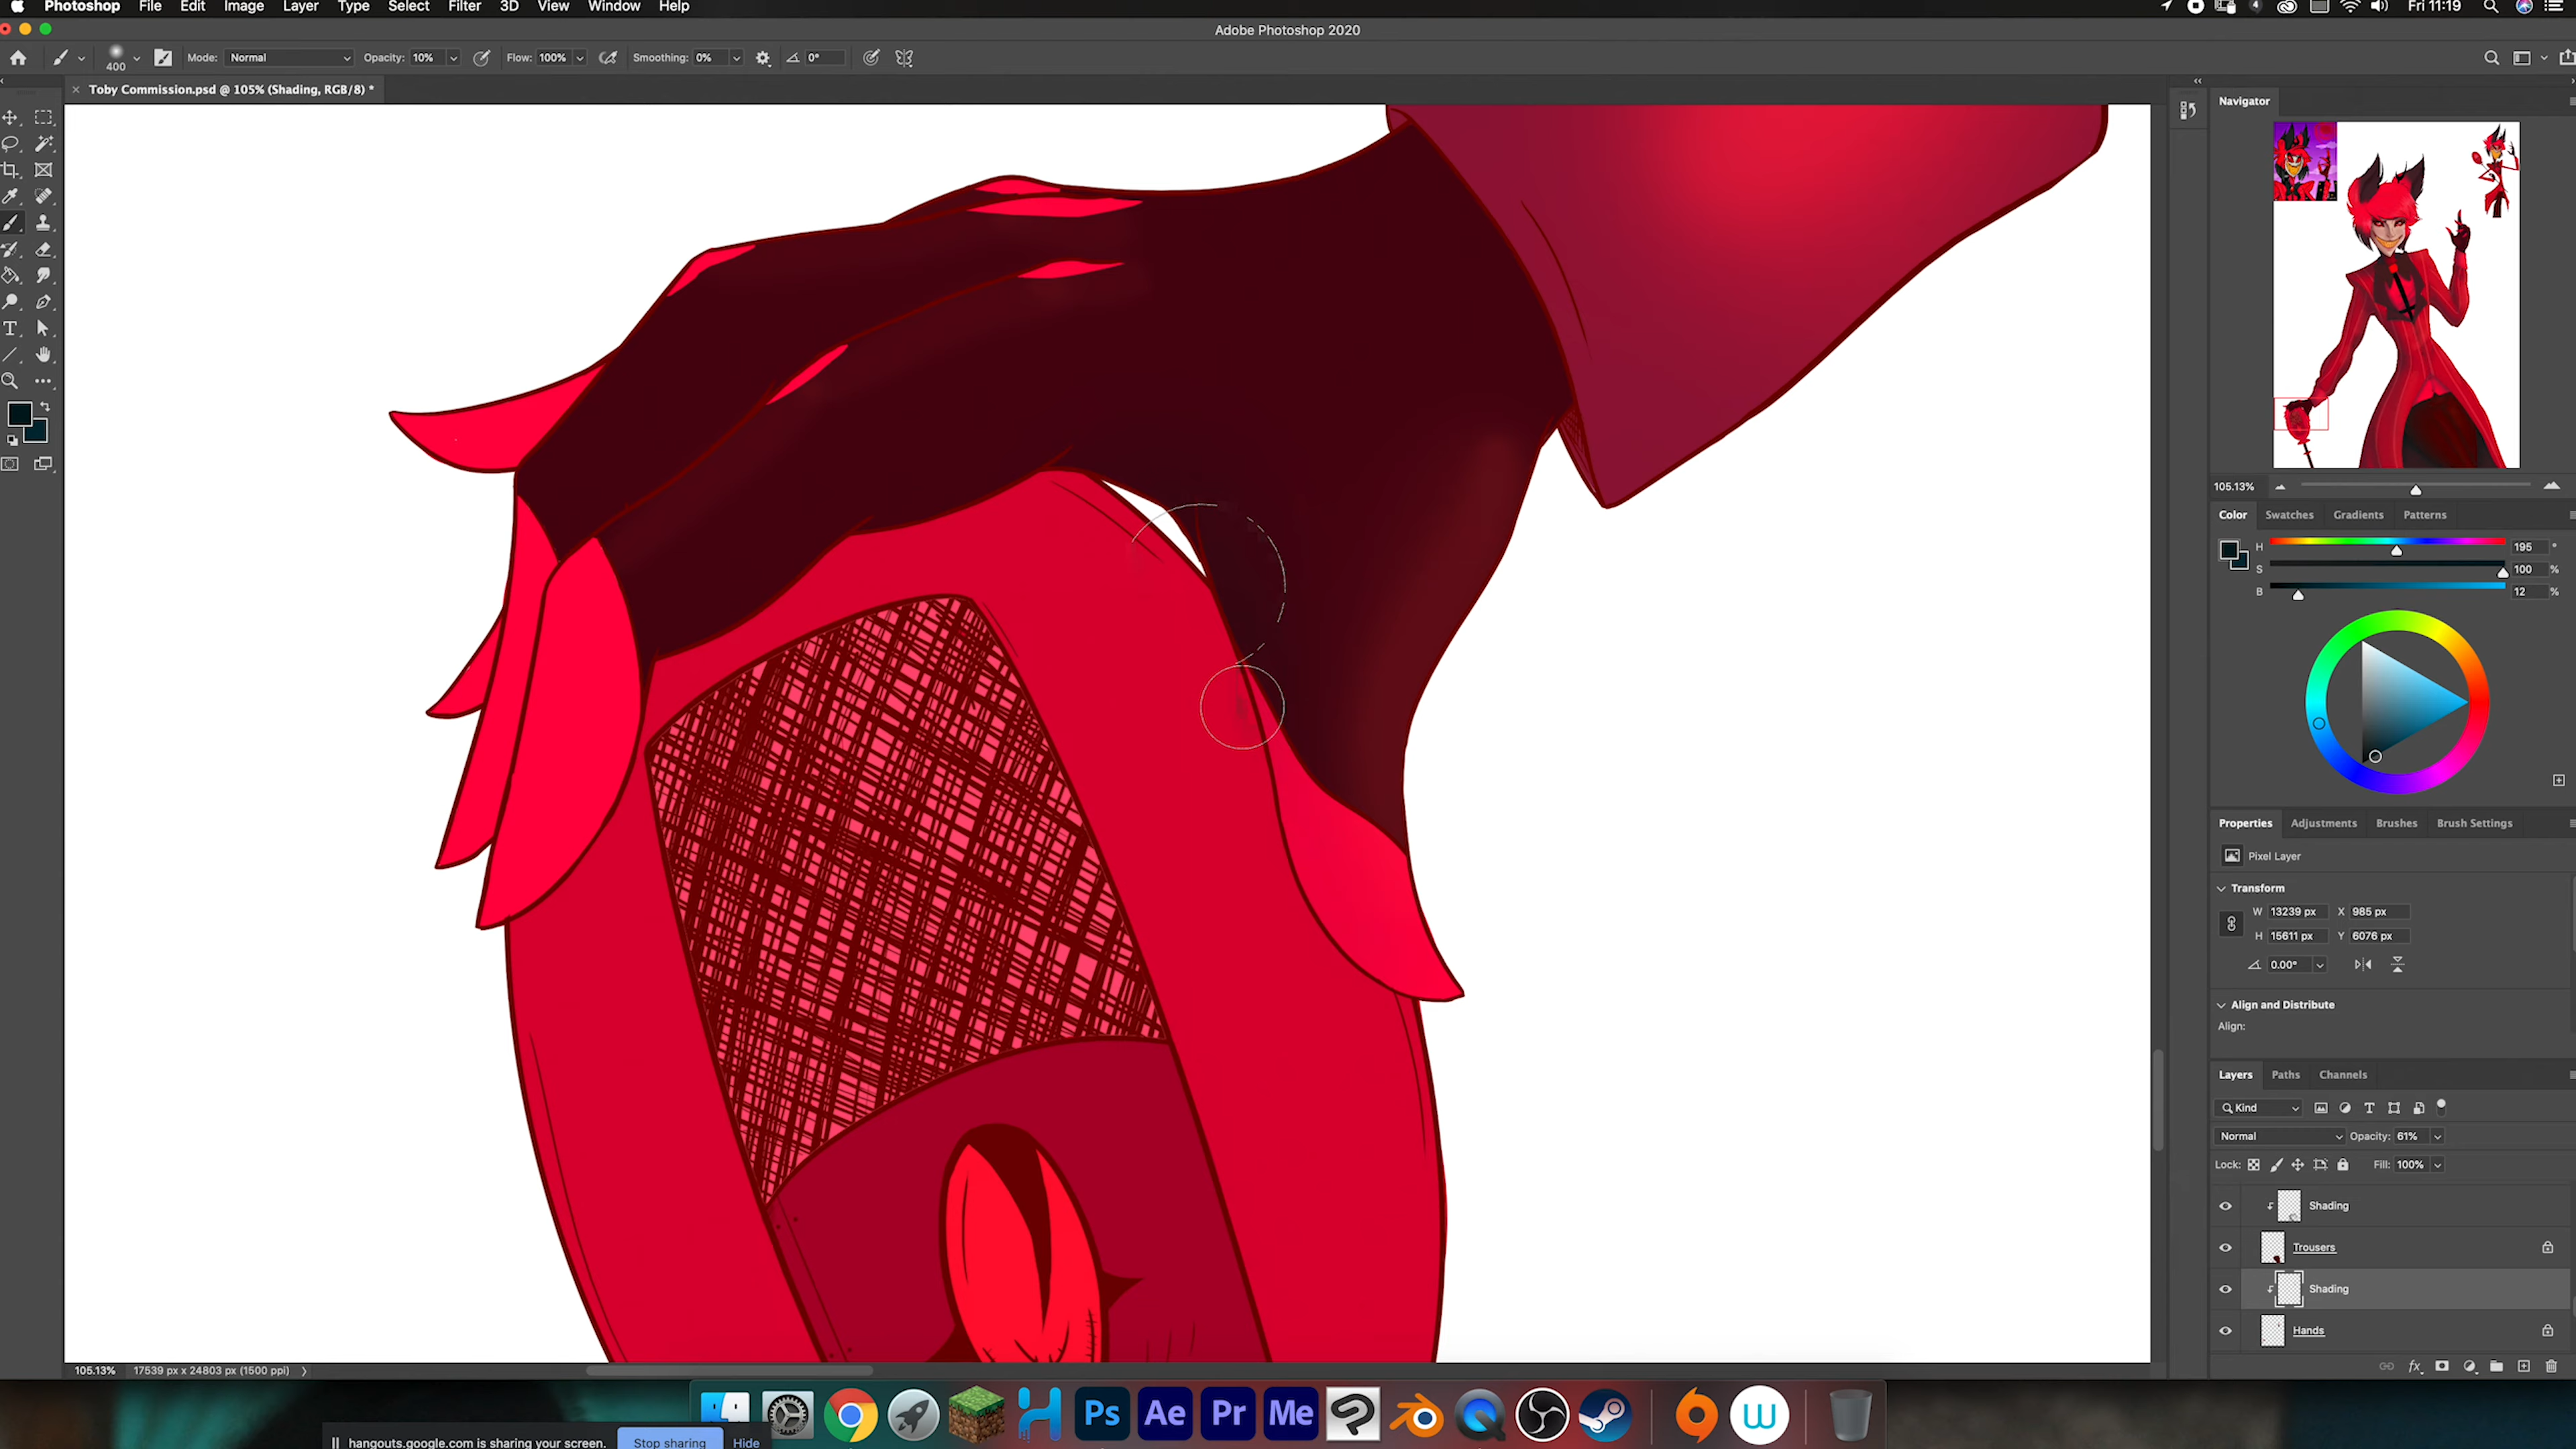 Photoshop File Edit Image Layer Type Select Filter 3D View Window Help Fri 11:19
Adobe Photoshop 2020
400 Mode: Normal Opacity: 10% Flow: 100% Smoothing: 0% 0°
Toby Commission.psd @ 105% (Shading, RGB/8) *
Navigator
105.13%
Color Swatches Gradients Patterns
H 195 °
S 100 %
B 12 %
Properties Adjustments Brushes Brush Settings
Pixel Layer
Transform
W 13239 px X 985 px
H 15611 px Y 6076 px
0.00°
Align and Distribute
Align:
Layers Paths Channels
Kind
Normal Opacity: 61%
Lock: Fill: 100%
Shading
Trousers
Shading
Hands
fx
105.13% 17539 px x 24803 px (1500 ppi)
Ps Ae Pr Me
hangouts.google.com is sharing your screen. Stop sharing Hide